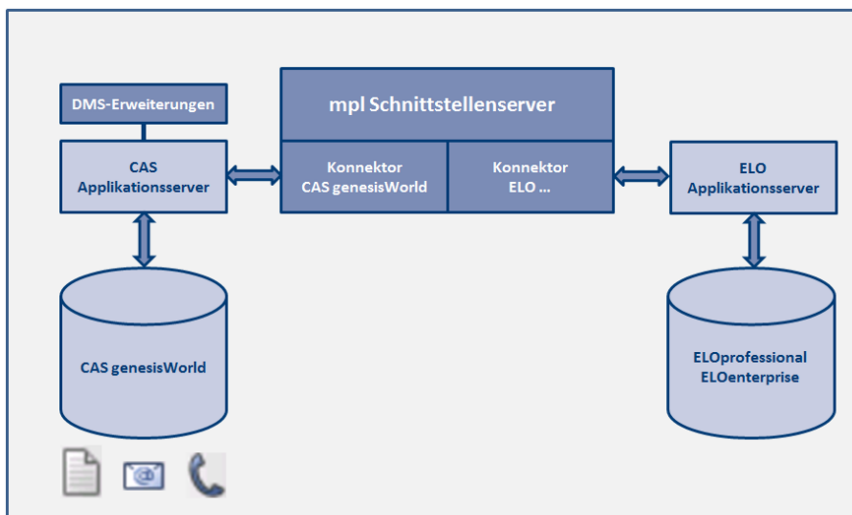 DMS-Erweiterungen
mpl Schnittstellenserver
CAS
Applikationsserver
Konnektor
CAS genesisWorld
Konnektor
ELO ...
ELO
Applikationsserver
CAS genesisWorld
ELOprofessional
ELOenterprise
@